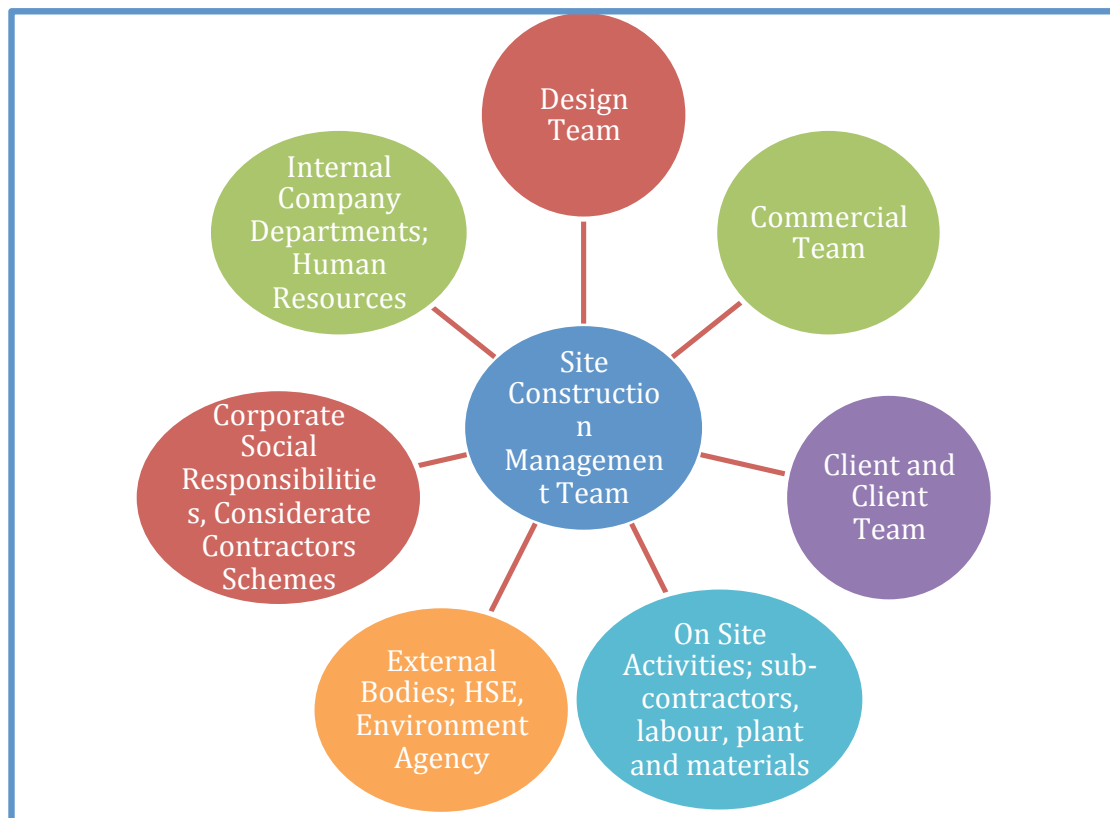 Design
Team
Commercial
Team
Client and
Client
Team
On Site
Activities; sub-
contractors,
labour, plant
and materials
External
Bodies; HSE,
Environment
Agency
Corporate
Social
Responsibilitie
s, Considerate
Contractors
Schemes
Internal
Company
Departments;
Human
Resources
Site
Constructio
n
Managemen
t Team